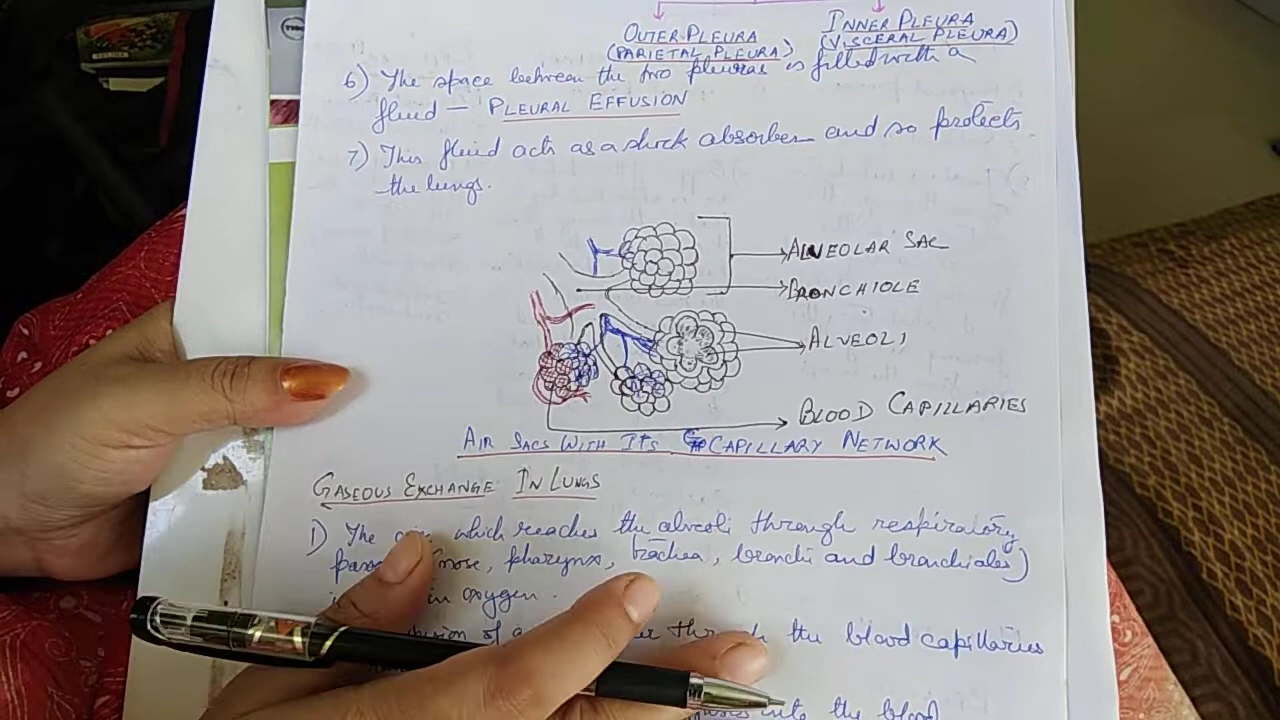 OUTER PLEURA
(PARIETAL PLEURA)
INNER PLEURA
(VISCERAL PLEURA)
6) The space between the two pleuras is filled with a
fluid — PLEURAL EFFUSION
7) This fluid acts as a shock absorber and so protects
the lungs.
ALVEOLAR SAC
BRONCHIOLE
ALVEOLI
BLOOD CAPILLARIES
AIR SACS WITH ITS CAPILLARY NETWORK
GASEOUS EXCHANGE IN LUNGS
1) The which reaches the alveoli through respiratory
nose, pharynx, trachea, bronchi and bronchioles)
in oxygen.
of through the blood capillaries
into the blood